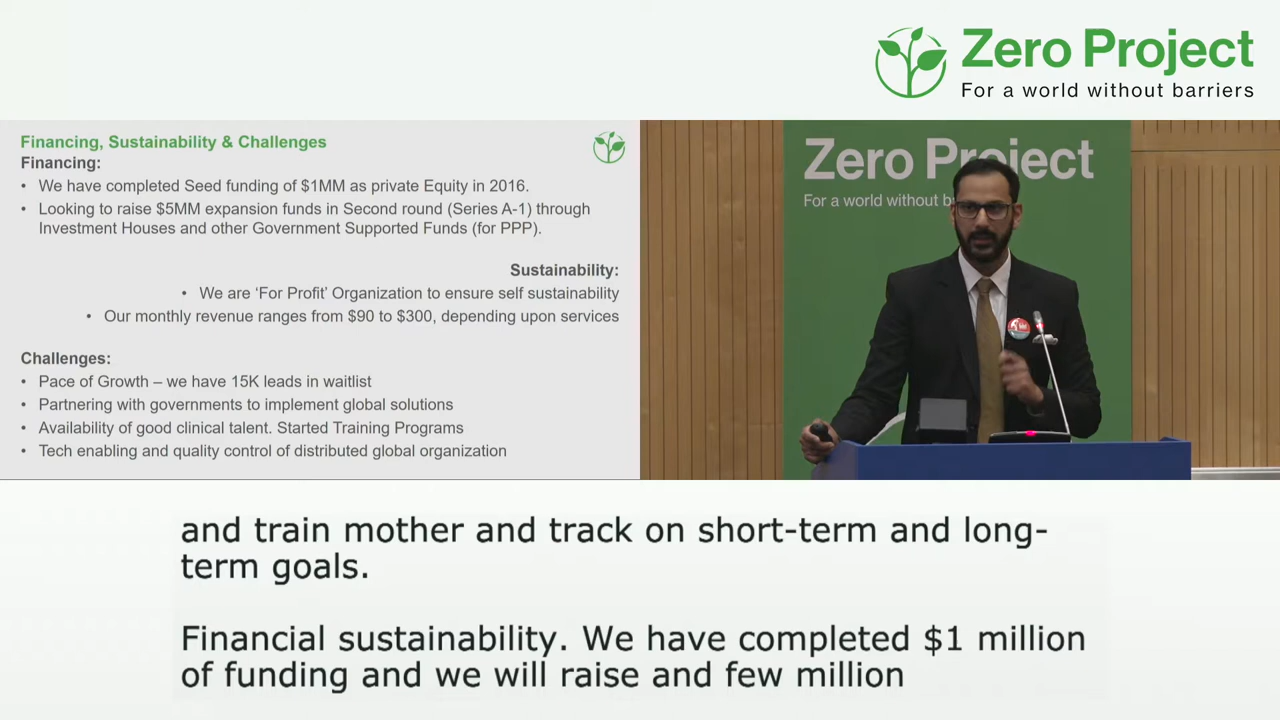 Zero Project
For a world without barriers
Financing, Sustainability & Challenges
Financing:
• We have completed Seed funding of $1MM as private Equity in 2016.
• Looking to raise $5MM expansion funds in Second round (Series A-1) through
Investment Houses and other Government Supported Funds (for PPP).
Sustainability:
• We are ‘For Profit’ Organization to ensure self sustainability
• Our monthly revenue ranges from $90 to $300, depending upon services
Challenges:
• Pace of Growth – we have 15K leads in waitlist
• Partnering with governments to implement global solutions
• Availability of good clinical talent. Started Training Programs
• Tech enabling and quality control of distributed global organization
Zero Project
For a world without
and train mother and track on short-term and long-
term goals.
Financial sustainability. We have completed $1 million
of funding and we will raise and few million